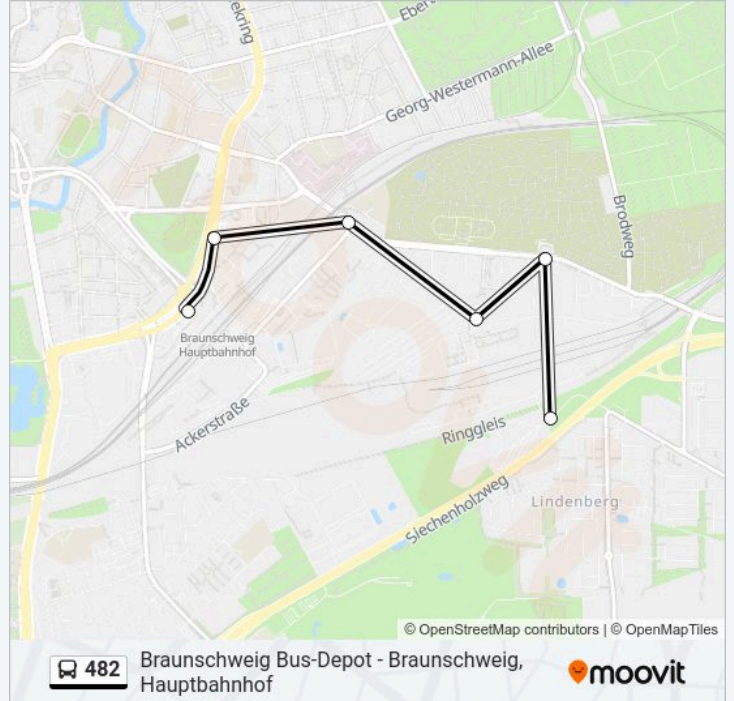 ekring
Eber
Georg-Westermann-Allee
Brodweg
Braunschweig
Hauptbahnhof
Ackerstraße
Ringgleis
Siechenholzweg
Lindenberg
© OpenStreetMap contributors | © OpenMapTiles
482
Braunschweig Bus-Depot - Braunschweig,
Hauptbahnhof
moovit